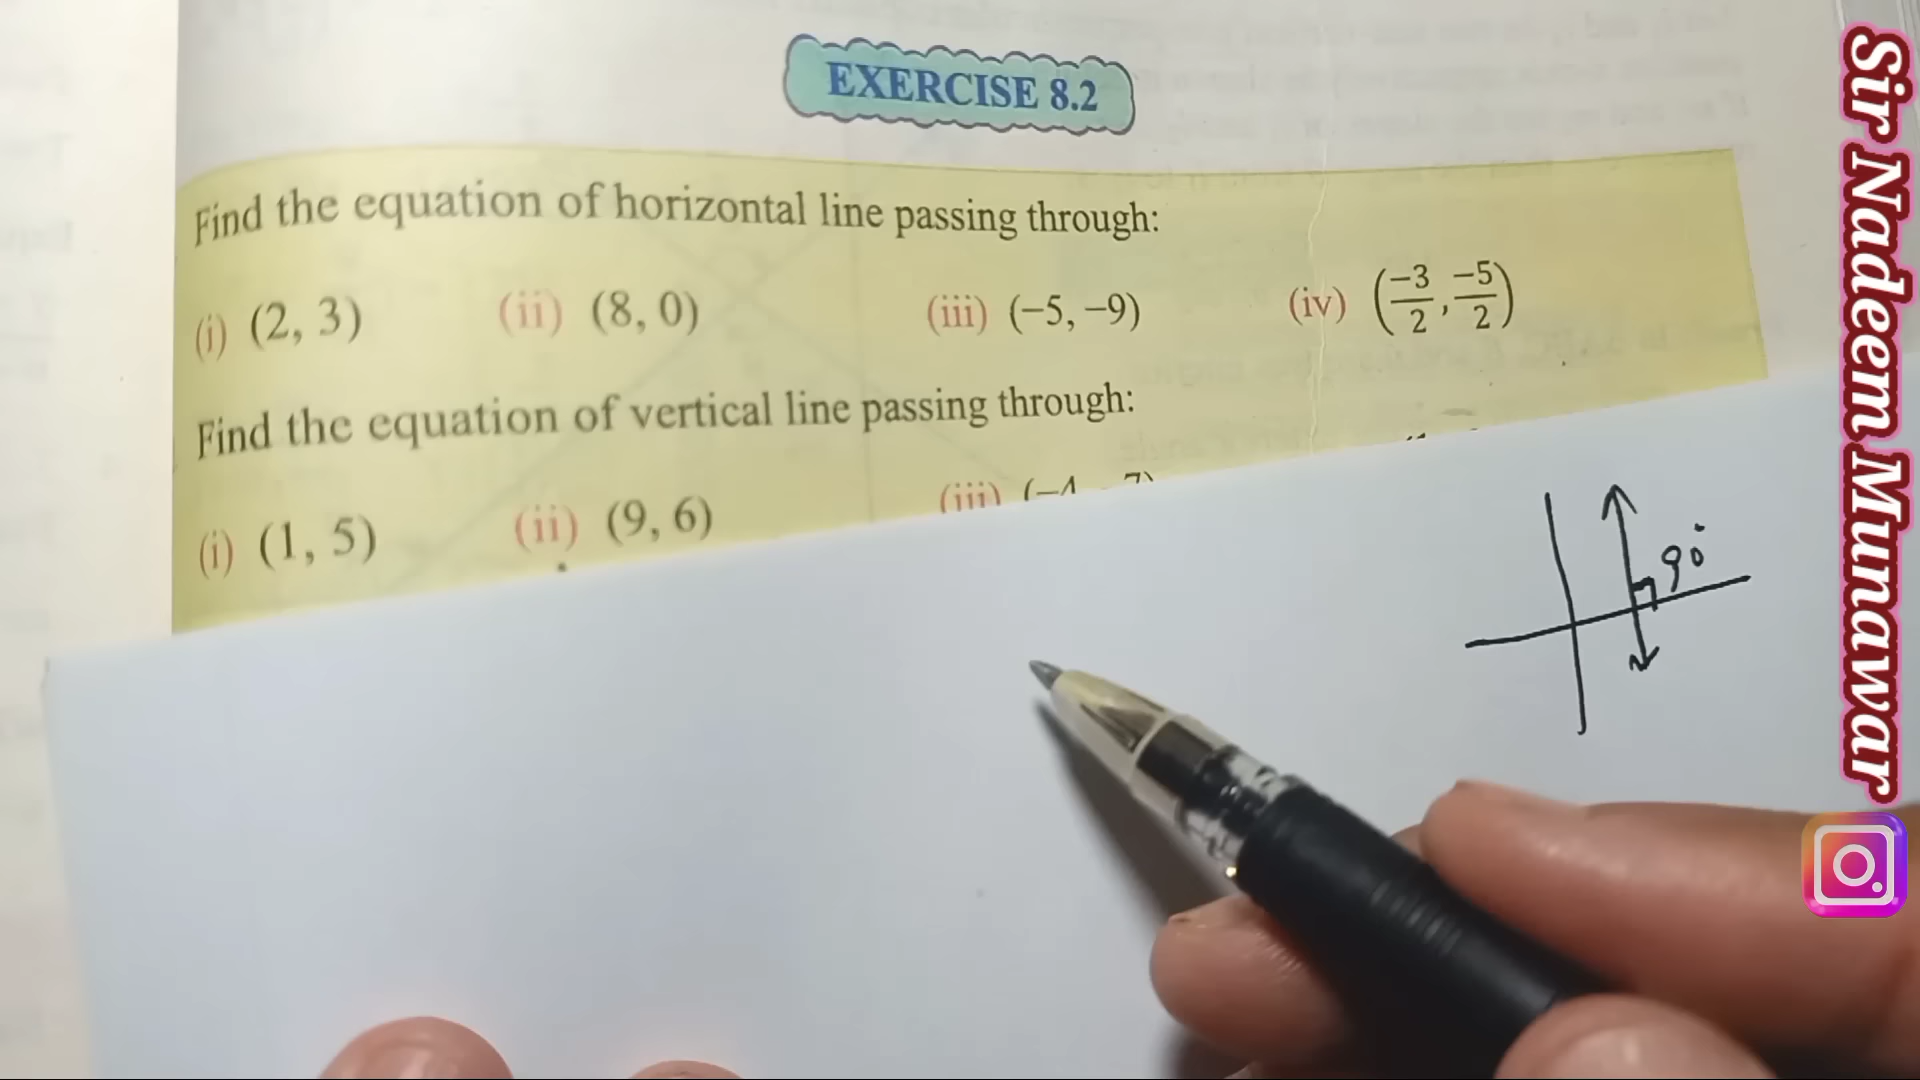 EXERCISE 8.2
Find the equation of horizontal line passing through:
(i) (2, 3) (ii) (8, 0) (iii) (−5, −9) (iv) (−3/2, −5/2)
Find the equation of vertical line passing through:
(i) (1, 5) (ii) (9, 6) (iii)
90°
Sir Nadeem Munawar